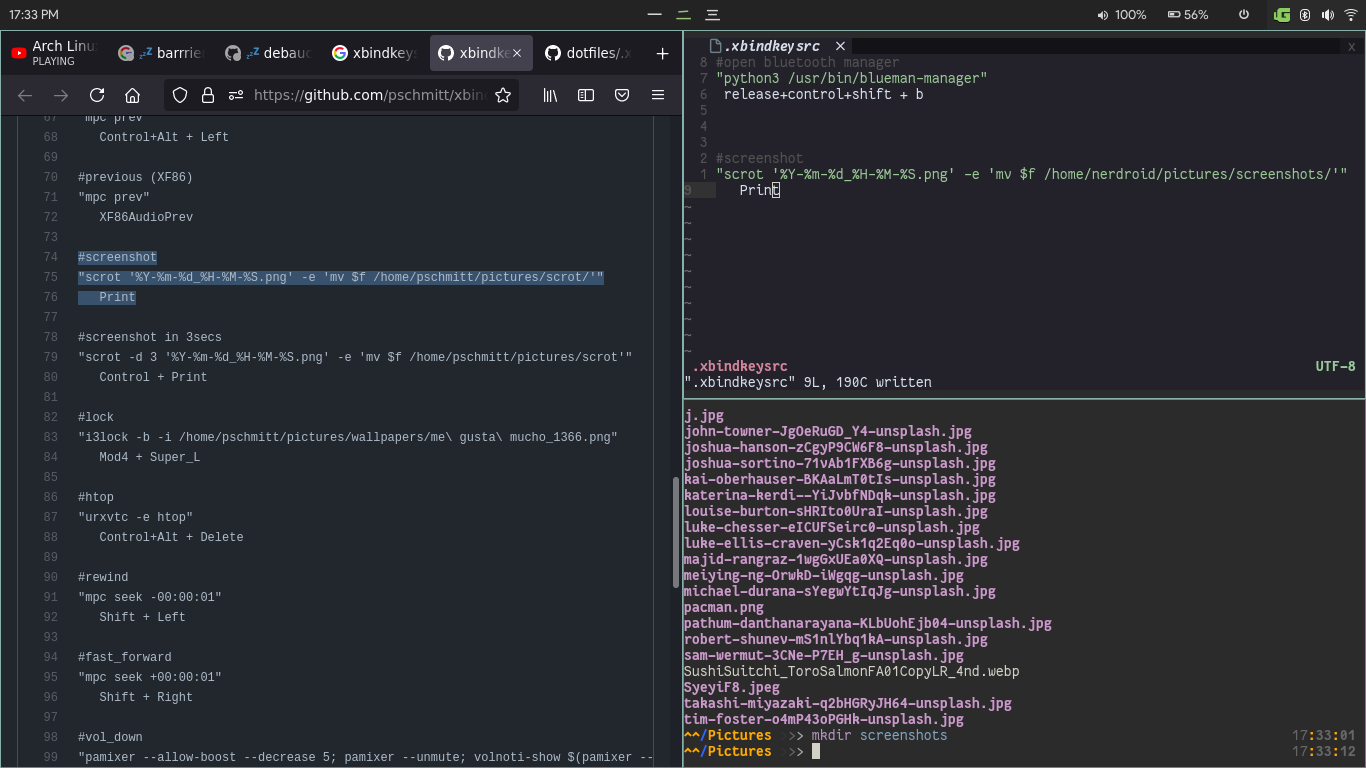 17:33 PM
100%
56%
Arch Linu
PLAYING
barrrie
debauc
xbindkeys
xbindke
dotfiles/.x
https://github.com/pschmitt/xbin
67 "mpc prev"
68 Control+Alt + Left
69
70 #previous (XF86)
71 "mpc prev"
72 XF86AudioPrev
73
74 #screenshot
75 "scrot '%Y-%m-%d_%H-%M-%S.png' -e 'mv $f /home/pschmitt/pictures/scrot/'"
76 Print
77
78 #screenshot in 3secs
79 "scrot -d 3 '%Y-%m-%d_%H-%M-%S.png' -e 'mv $f /home/pschmitt/pictures/scrot'"
80 Control + Print
81
82 #lock
83 "i3lock -b -i /home/pschmitt/pictures/wallpapers/me\ gusta\ mucho_1366.png"
84 Mod4 + Super_L
85
86 #htop
87 "urxvtc -e htop"
88 Control+Alt + Delete
89
90 #rewind
91 "mpc seek -00:00:01"
92 Shift + Left
93
94 #fast_forward
95 "mpc seek +00:00:01"
96 Shift + Right
97
98 #vol_down
99 "pamixer --allow-boost --decrease 5; pamixer --unmute; volnoti-show $(pamixer --
.xbindkeysrc X
x
8 #open bluetooth manager
7 "python3 /usr/bin/blueman-manager"
6 release+control+shift + b
5
4
3
2 #screenshot
1 "scrot '%Y-%m-%d_%H-%M-%S.png' -e 'mv $f /home/nerdroid/pictures/screenshots/'"
9 Print
~
~
~
~
~
~
~
~
~
~
.xbindkeysrc UTF-8
".xbindkeysrc" 9L, 190C written
j.jpg
john-towner-JgOeRuGD_Y4-unsplash.jpg
joshua-hanson-zCgyP9CW6F8-unsplash.jpg
joshua-sortino-71vAb1FXB6g-unsplash.jpg
kai-oberhauser-BKAaLmT0tIs-unsplash.jpg
katerina-kerdi--YiJvbfNDqk-unsplash.jpg
louise-burton-sHRIto0UraI-unsplash.jpg
luke-chesser-eICUFSeirc0-unsplash.jpg
luke-ellis-craven-yCsk1q2Eq0o-unsplash.jpg
majid-rangraz-1wgGxUEa0XQ-unsplash.jpg
meiying-ng-OrwkD-iWgqg-unsplash.jpg
michael-durana-sYegwYtIqJg-unsplash.jpg
pacman.png
pathum-danthanarayana-KLbUohEjb04-unsplash.jpg
robert-shunev-mS1nlYbq1kA-unsplash.jpg
sam-wermut-3CNe-P7EH_g-unsplash.jpg
SushiSuitchi_ToroSalmonFA01CopyLR_4nd.webp
SyeyiF8.jpeg
takashi-miyazaki-q2bHGRyJH64-unsplash.jpg
tim-foster-o4mP43oPGHk-unsplash.jpg
^^/Pictures >> mkdir screenshots 17:33:01
^^/Pictures >> 17:33:12